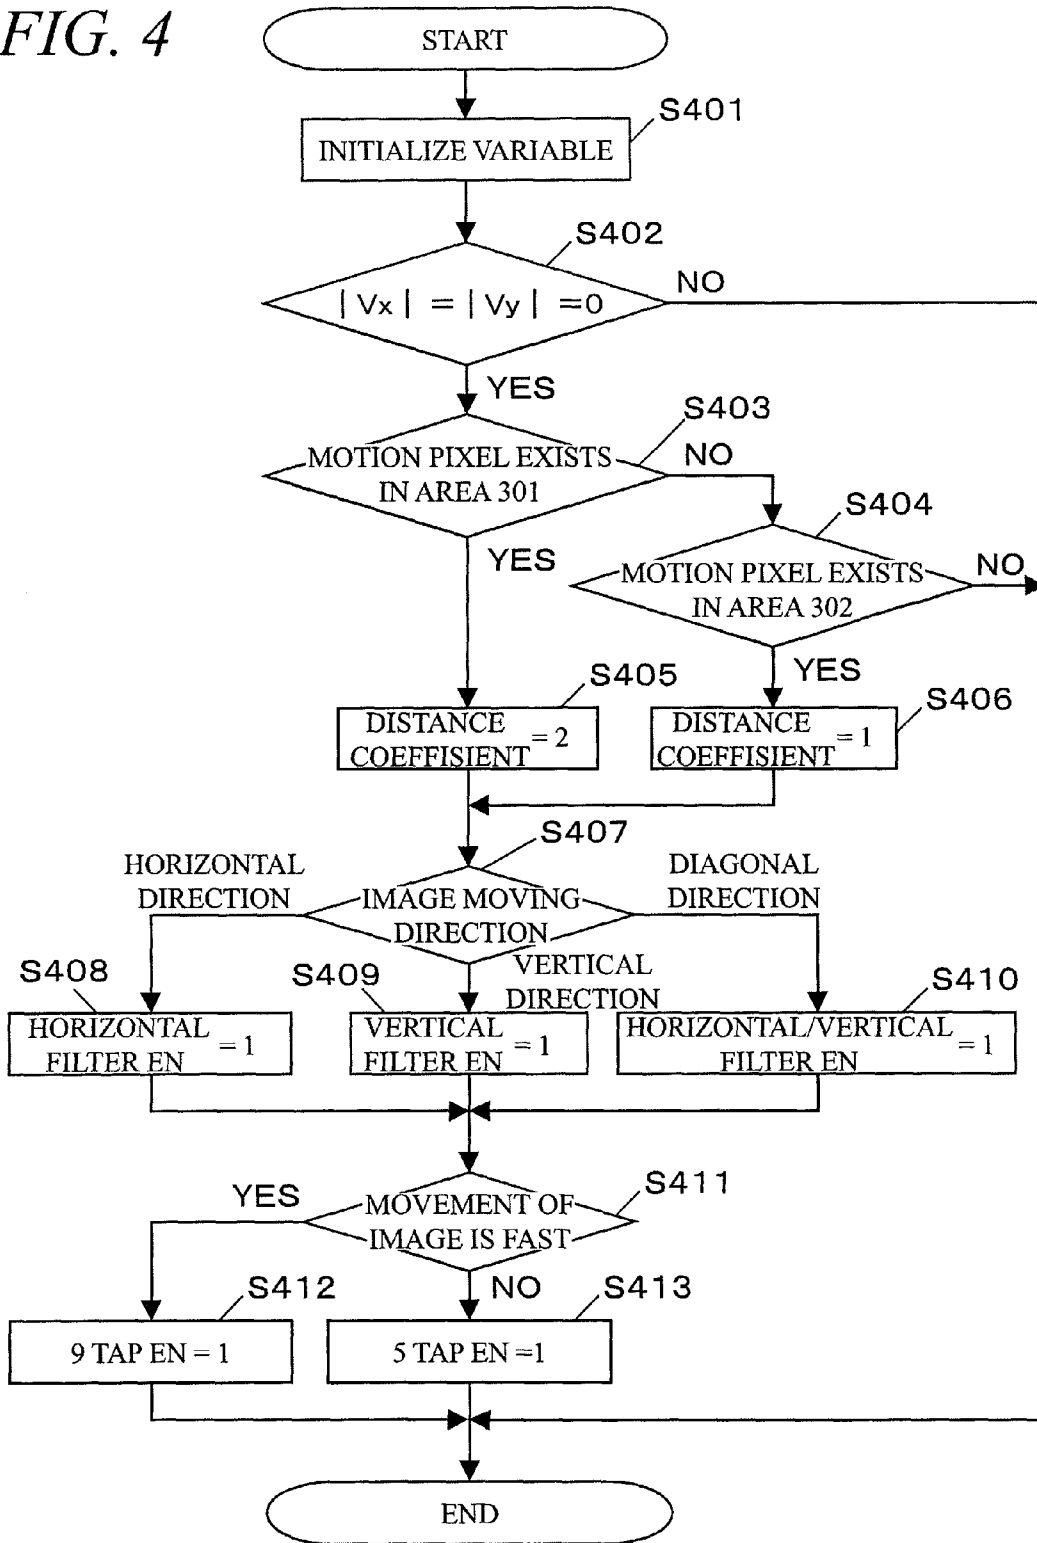 FIG. 4
START
S401
INITIALIZE VARIABLE
S402
| Vx | = | Vy | =0
NO
YES
S403
MOTION PIXEL EXISTS
IN AREA 301
NO
YES
S404
MOTION PIXEL EXISTS
IN AREA 302
NO
YES
S405
DISTANCE
COEFFISIENT = 2
S406
DISTANCE
COEFFISIENT = 1
S407
IMAGE MOVING
DIRECTION
HORIZONTAL
DIRECTION
DIAGONAL
DIRECTION
VERTICAL
DIRECTION
S408
HORIZONTAL
FILTER EN = 1
S409
VERTICAL
FILTER EN = 1
S410
HORIZONTAL/VERTICAL
FILTER EN = 1
S411
MOVEMENT OF
IMAGE IS FAST
YES
NO
S412
9 TAP EN = 1
S413
5 TAP EN =1
END